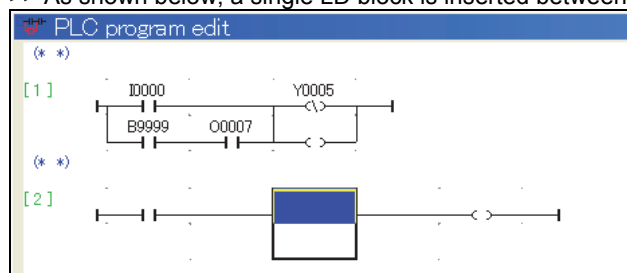 >> As shown below, a single LD block is inserted between
PLC program edit
(* *)
[1] I0000 Y0005
B9999 O0007
(* *)
[2]